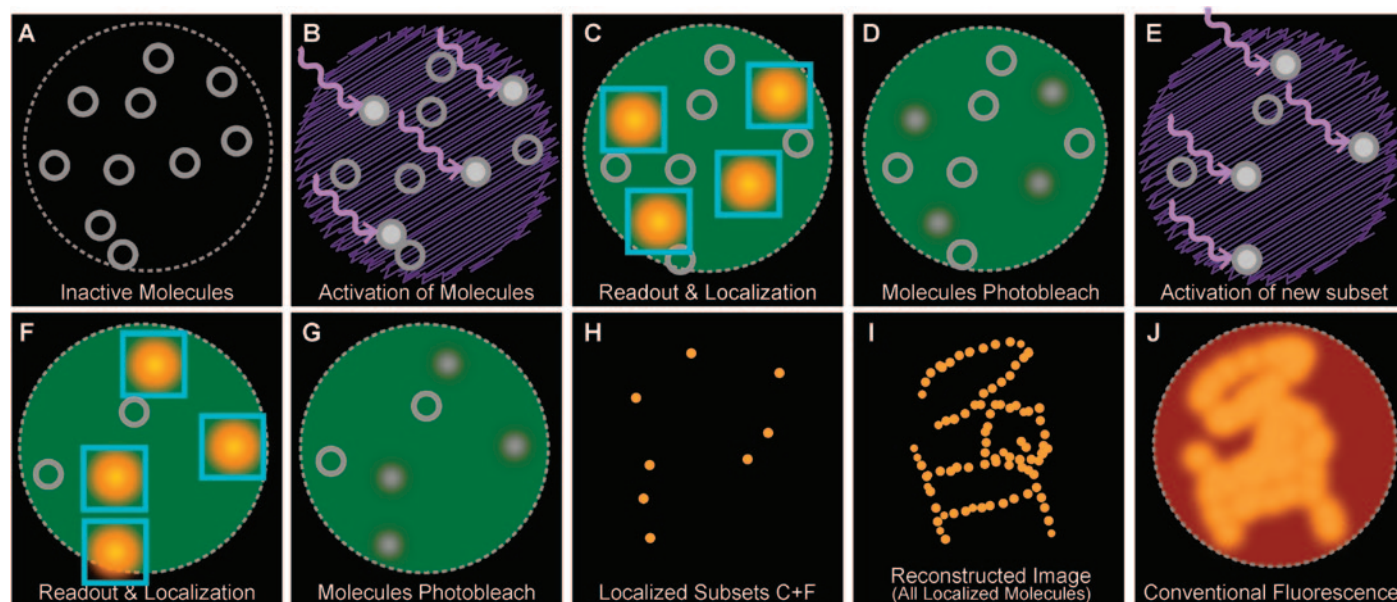 A
Inactive Molecules
B
Activation of Molecules
C
Readout & Localization
D
Molecules Photobleach
E
Activation of new subset
F
Readout & Localization
G
Molecules Photobleach
H
Localized Subsets C+F
I
Reconstructed Image
(All Localized Molecules)
J
Conventional Fluorescence